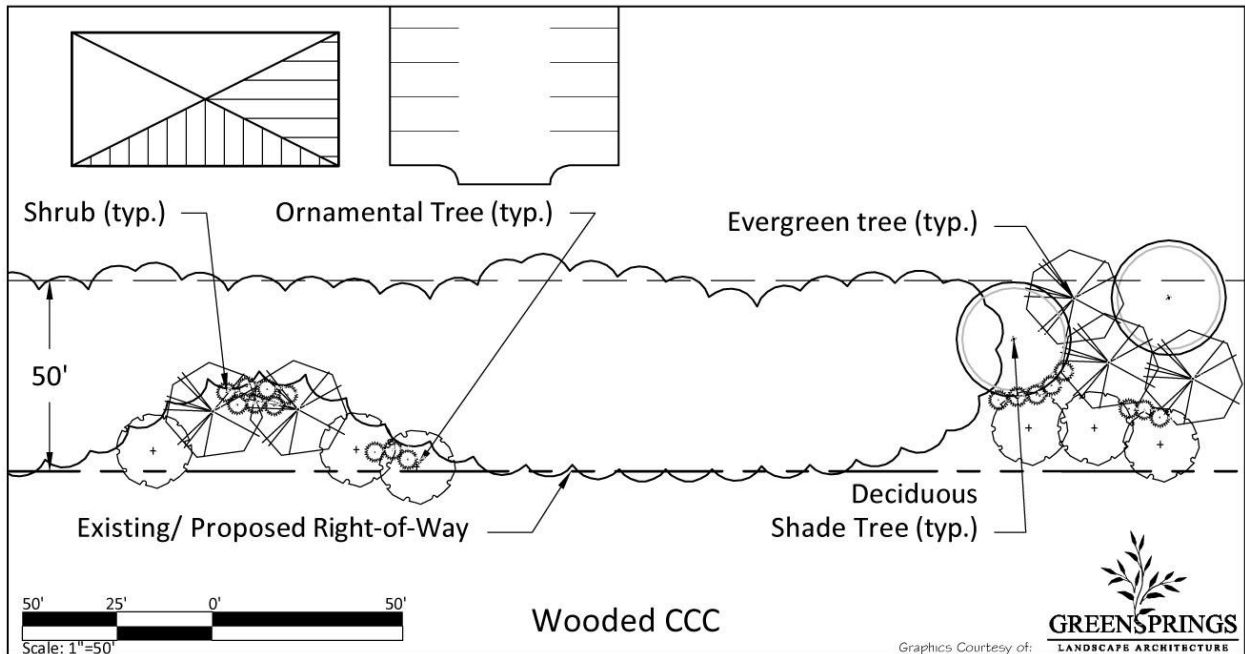 Shrub (typ.)
Ornamental Tree (typ.)
Evergreen tree (typ.)
50'
Existing/ Proposed Right-of-Way
Deciduous
Shade Tree (typ.)
50' 25' 0' 50'
Scale: 1"=50'
Wooded CCC
Graphics Courtesy of:
GREENSPRINGS
LANDSCAPE ARCHITECTURE